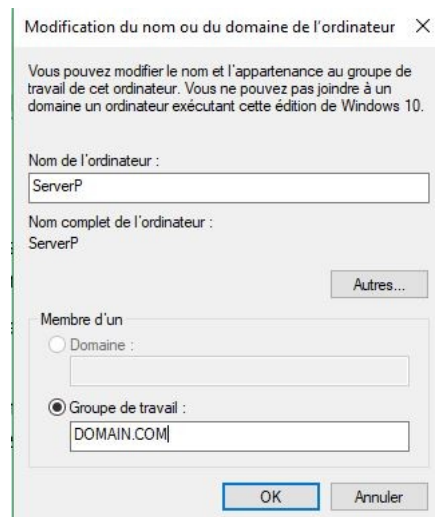 Modification du nom ou du domaine de l'ordinateur
Vous pouvez modifier le nom et l'appartenance au groupe de
travail de cet ordinateur. Vous ne pouvez pas joindre à un
domaine un ordinateur exécutant cette édition de Windows 10.
Nom de l'ordinateur :
ServerP
Nom complet de l'ordinateur :
ServerP
Autres...
Membre d'un
Domaine :
Groupe de travail :
DOMAIN.COM
OK
Annuler